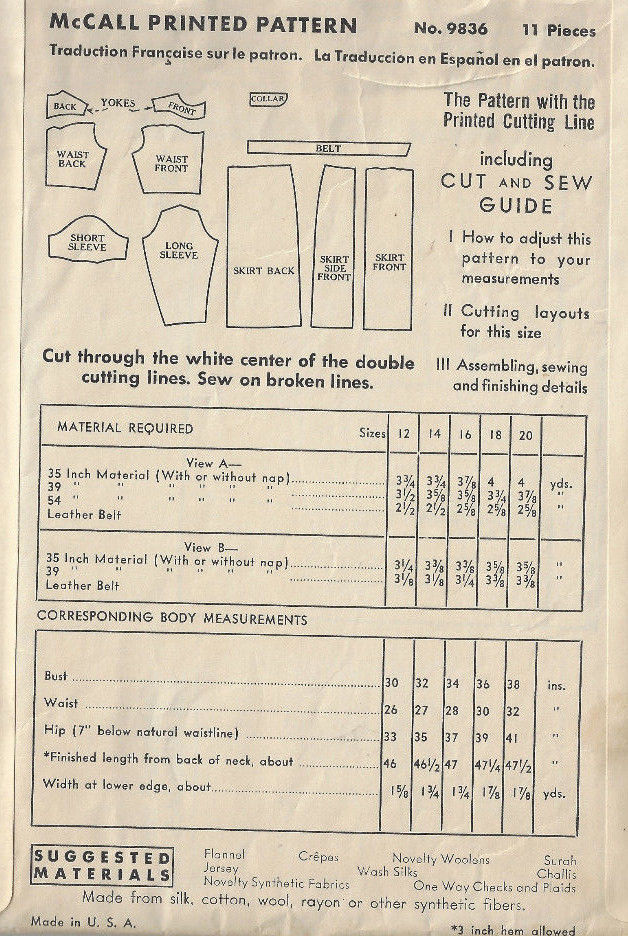 McCALL PRINTED PATTERN No. 9836 11 Pieces
Traduction Française sur le patron. La Traduccion en Español en el patron.
BACK YOKES FRONT
COLLAR
WAIST BACK
WAIST FRONT
BELT
SHORT SLEEVE
LONG SLEEVE
SKIRT BACK
SKIRT SIDE FRONT
SKIRT FRONT
The Pattern with the
Printed Cutting Line
including
CUT AND SEW
GUIDE
I How to adjust this
pattern to your
measurements
II Cutting layouts
for this size
III Assembling, sewing
and finishing details
Cut through the white center of the double
cutting lines. Sew on broken lines.
MATERIAL REQUIRED Sizes 12 14 16 18 20
View A—
35 Inch Material (With or without nap) 3¾ 3¾ 3⅞ 4 4 yds.
39 " " " " " " 3½ 3⅝ 3⅝ 3¾ 3⅞ "
54 " " " " " " 2½ 2½ 2⅝ 2⅝ 2⅝ "
Leather Belt
View B—
35 Inch Material (With or without nap) 3¼ 3⅜ 3⅜ 3⅝ 3⅝ "
39 " " " " " " 3⅛ 3⅛ 3¼ 3⅜ 3⅜ "
Leather Belt
CORRESPONDING BODY MEASUREMENTS
Bust 30 32 34 36 38 ins.
Waist 26 27 28 30 32 "
Hip (7" below natural waistline) 33 35 37 39 41 "
*Finished length from back of neck, about 46 46½ 47 47¼ 47½ "
Width at lower edge, about 1⅝ 1¾ 1¾ 1⅞ 1⅞ yds.
SUGGESTED
MATERIALS
Flannel Crêpes Novelty Woolens Surah
Jersey Wash Silks Challis
Novelty Synthetic Fabrics One Way Checks and Plaids
Made from silk, cotton, wool, rayon or other synthetic fibers.
Made in U. S. A. *3 inch hem allowed